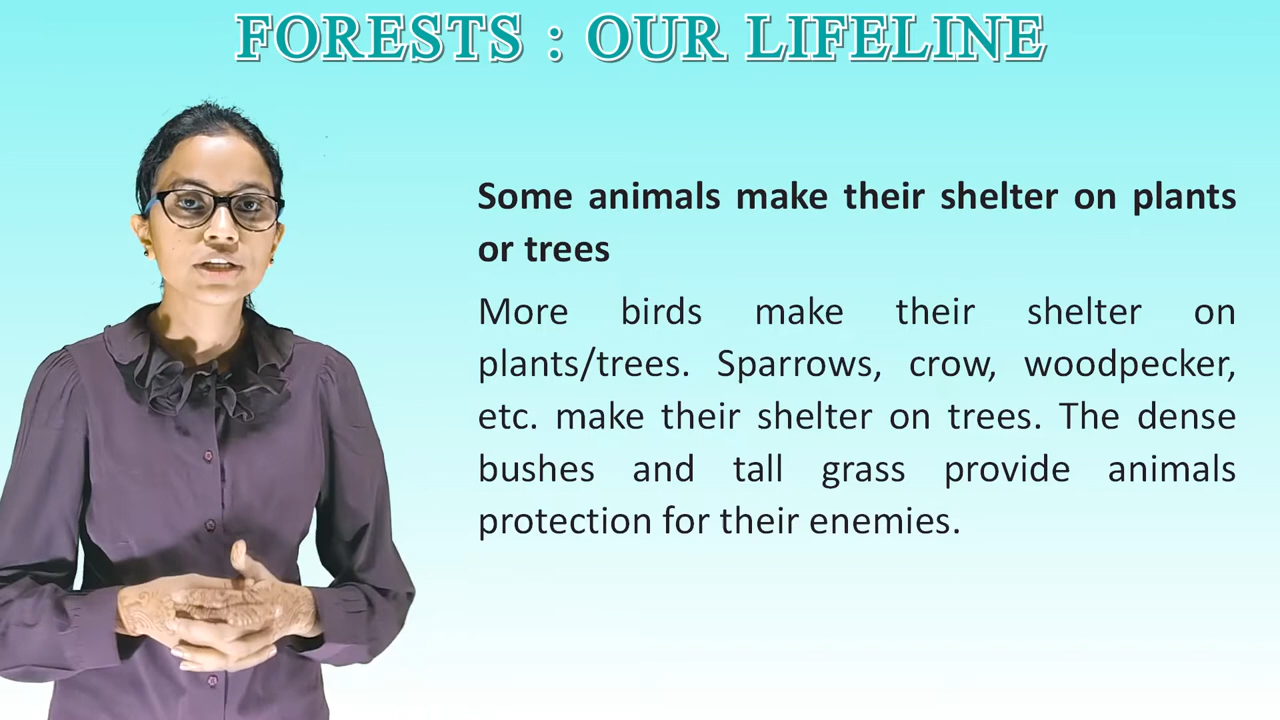 FORESTS : OUR LIFELINE
Some animals make their shelter on plants
or trees
More birds make their shelter on
plants/trees. Sparrows, crow, woodpecker,
etc. make their shelter on trees. The dense
bushes and tall grass provide animals
protection for their enemies.